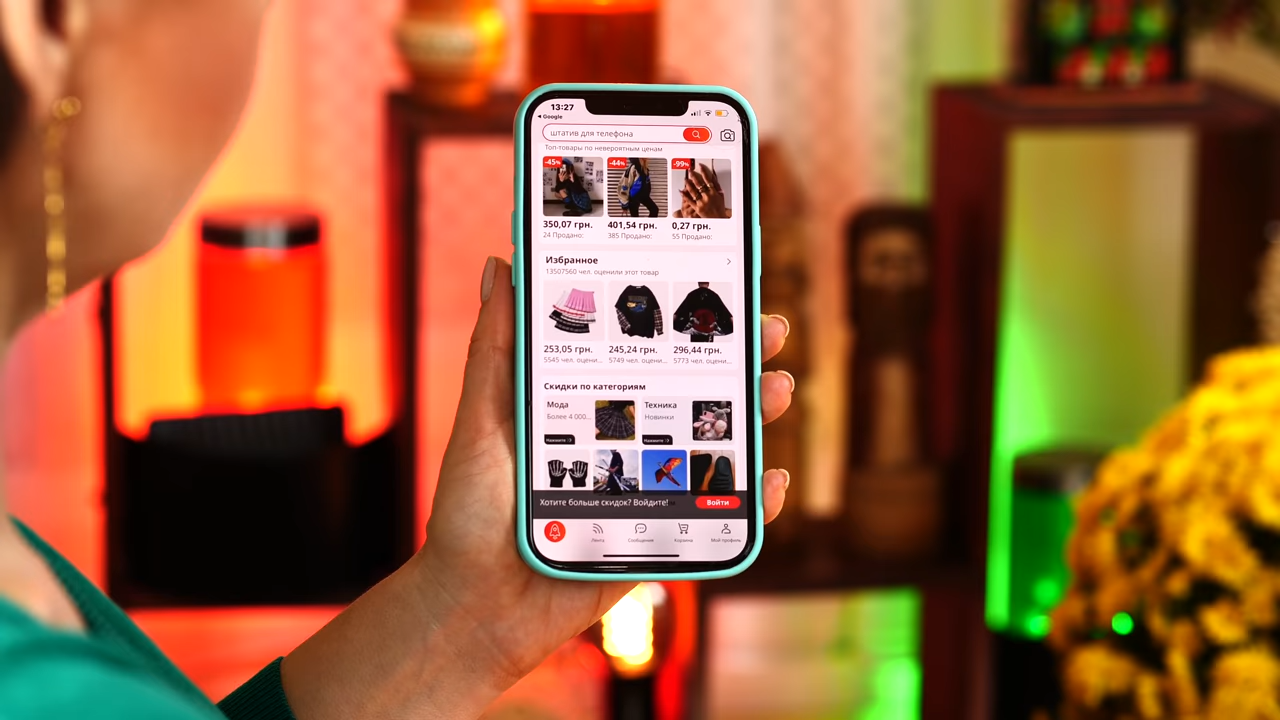 13:27
◂ Google
штатив для телефона
Топ-товары по невероятным ценам
-45%
-44%
-99%
350,07 грн.
401,54 грн.
0,27 грн.
24 Продано:
385 Продано:
55 Продано:
Избранное
13507560 чел. оценили этот товар
253,05 грн.
245,24 грн.
296,44 грн.
5545 чел. оцени...
5749 чел. оцени...
5773 чел. оцени...
Скидки по категориям
Мода
Техника
Более 4 000...
Новинки
Нажмите
Нажмите
Хотите больше скидок? Войдите!
Войти
Лента
Сообщения
Корзина
Мой профиль